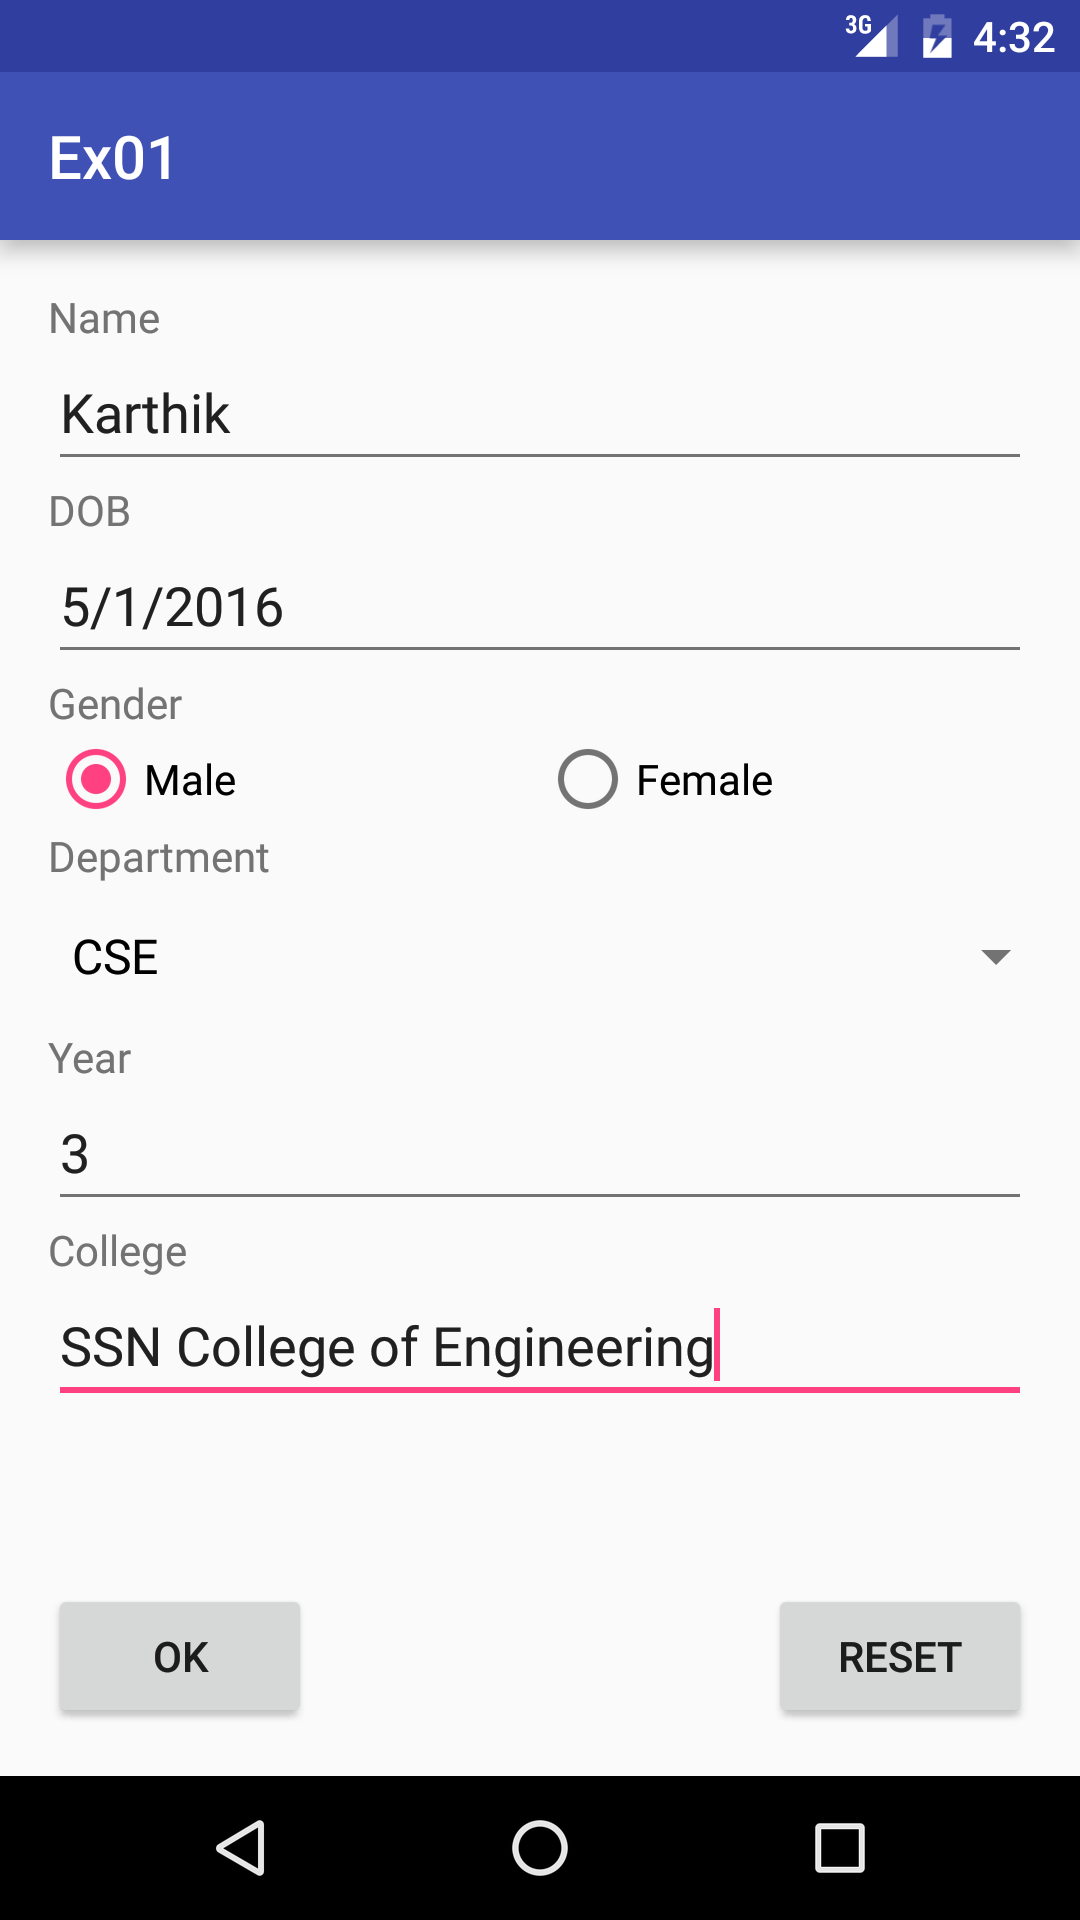 3G 4:32
Ex01
Name
Karthik
DOB
5/1/2016
Gender
Male Female
Department
CSE
Year
3
College
SSN College of Engineering
OK RESET